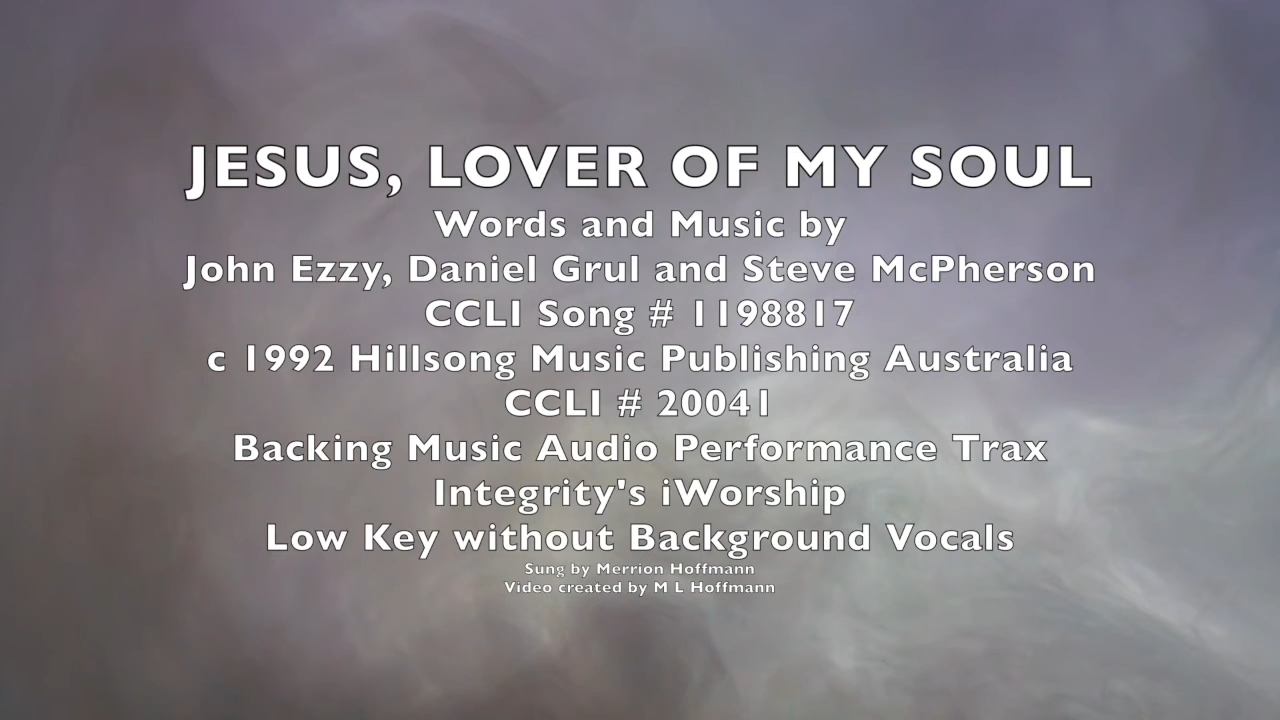 JESUS, LOVER OF MY SOUL
Words and Music by
John Ezzy, Daniel Grul and Steve McPherson
CCLI Song # 1198817
c 1992 Hillsong Music Publishing Australia
CCLI # 20041
Backing Music Audio Performance Trax
Integrity's iWorship
Low Key without Background Vocals
Sung by Merrion Hoffmann
Video created by M L Hoffmann